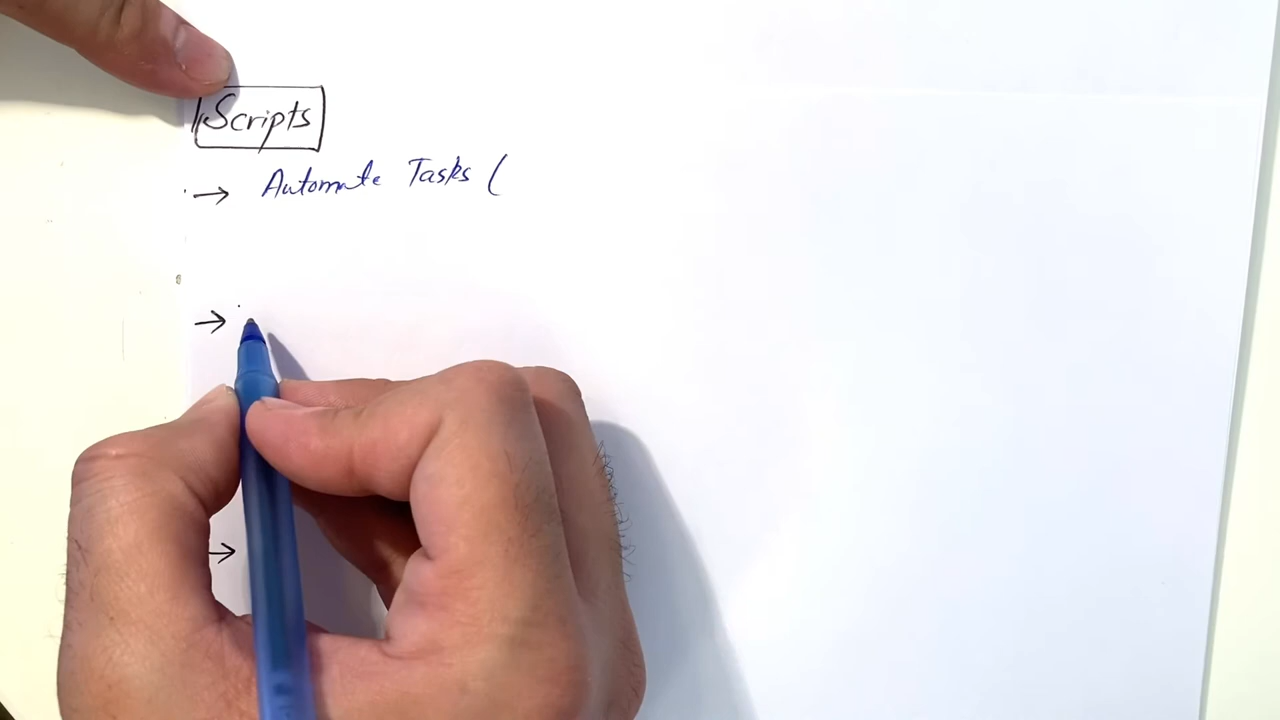 Scripts
→ Automate Tasks (
→
→